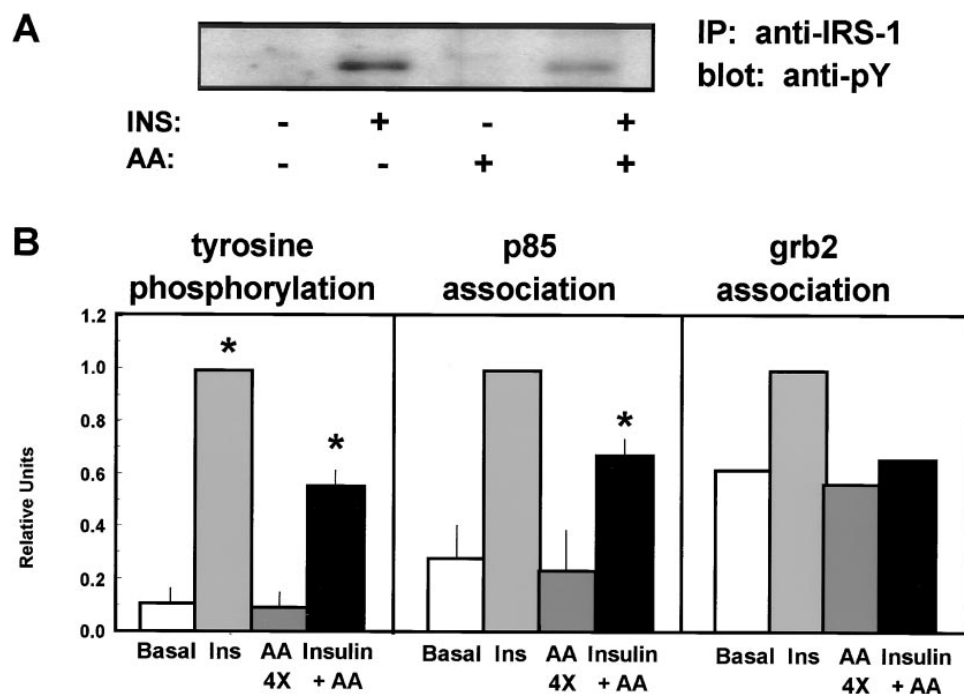 A
IP: anti-IRS-1
blot: anti-pY
INS: - + - +
AA: - - + +
B
tyrosine phosphorylation
p85 association
grb2 association
1.2
1.0
0.8
0.6
0.4
0.2
0.0
Relative Units
* * *
Basal Ins AA 4X Insulin + AA
Basal Ins AA 4X Insulin + AA
Basal Ins AA 4X Insulin + AA